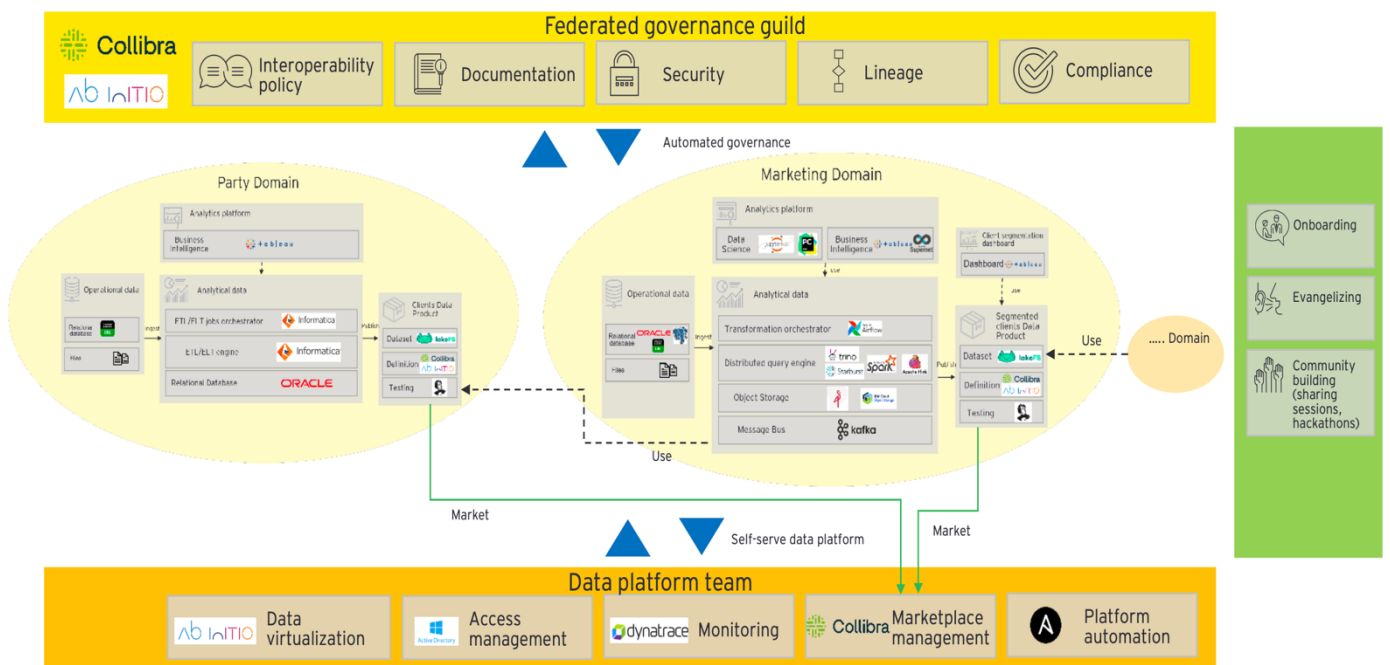 Federated governance guild
Collibra
Ab InITIO
Interoperability
policy
Documentation
Security
Lineage
Compliance
Automated governance
Party Domain
Analytics platform
Business
Intelligence
+ a b l e a u
Operational data
Relational
database
Files
Ingest
Analytical data
ETL/ELT jobs orchestrator
Informatica
ETL/ELT engine
Informatica
Relational Database
ORACLE
Publish
Clients Data
Product
Dataset
lakeFS
Definition
Collibra
Ab InITIO
Testing
Marketing Domain
Analytics platform
Data
Science
jupyter
PC
Business
Intelligence
+ a b l e a u
Superset
use
Operational data
Relational
database
ORACLE
Files
Ingest
Analytical data
Transformation orchestrator
Airflow
Distributed query engine
trino
Starburst
Spark
Object Storage
Message Bus
kafka
Publish
Client segmentation
dashboard
Dashboard
+ a b l e a u
use
Segmented
clients Data
Product
Dataset
lakeFS
Definition
Collibra
Ab InITIO
Testing
Use
..... Domain
Use
Onboarding
Evangelizing
Community
building
(sharing
sessions,
hackathons)
Market
Market
Self-serve data platform
Data platform team
Ab InITIO
Data
virtualization
Active Directory
Access
management
dynatrace
Monitoring
Collibra
Marketplace
management
A
Platform
automation